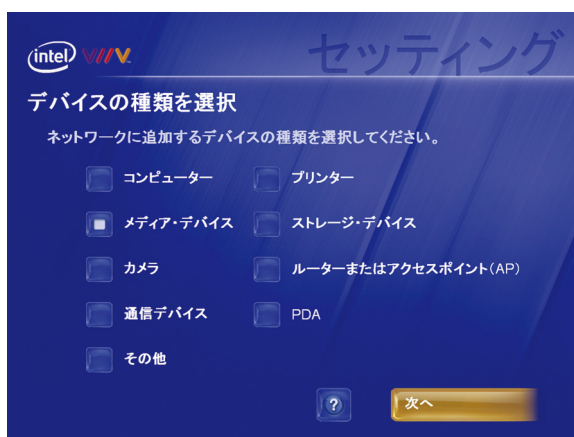 intel VIIV
セッティング
デバイスの種類を選択
ネットワークに追加するデバイスの種類を選択してください。
コンピューター プリンター
メディア・デバイス ストレージ・デバイス
カメラ ルーターまたはアクセスポイント(AP)
通信デバイス PDA
その他
? 次へ